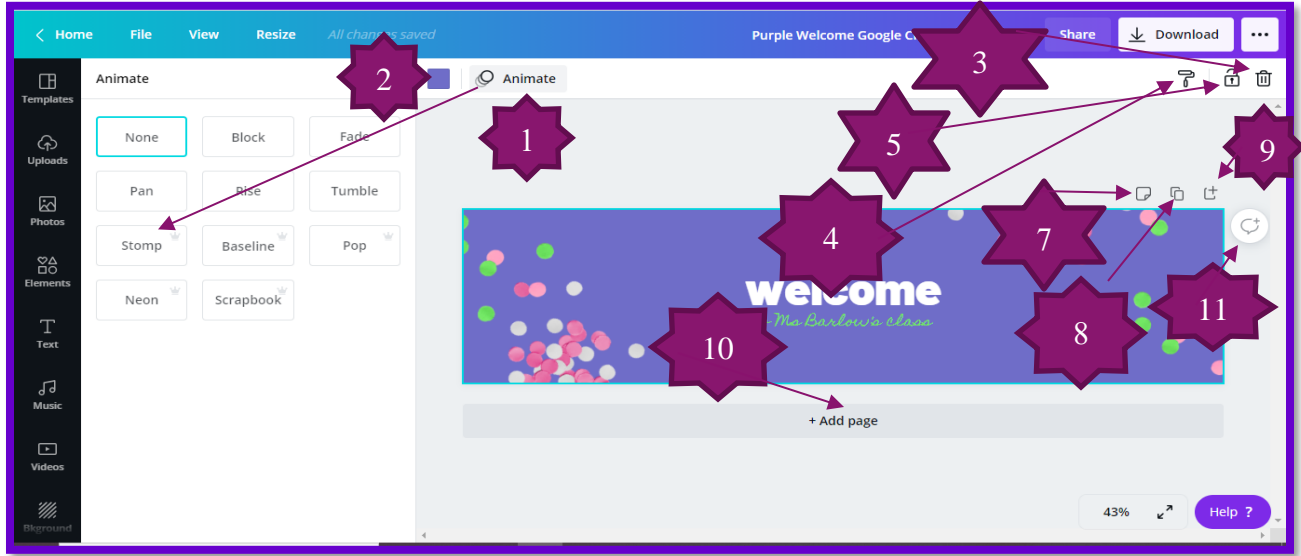 Home File View Resize All changes saved Purple Welcome Google C Share Download
Templates
Uploads
Photos
Elements
Text
Music
Videos
Bkground
Animate
None Block Fade
Pan Rise Tumble
Stomp Baseline Pop
Neon Scrapbook
Animate
2
1
3
5
9
4
7
8
11
10
welcome
Ms Barlow's class
+ Add page
43% Help ?